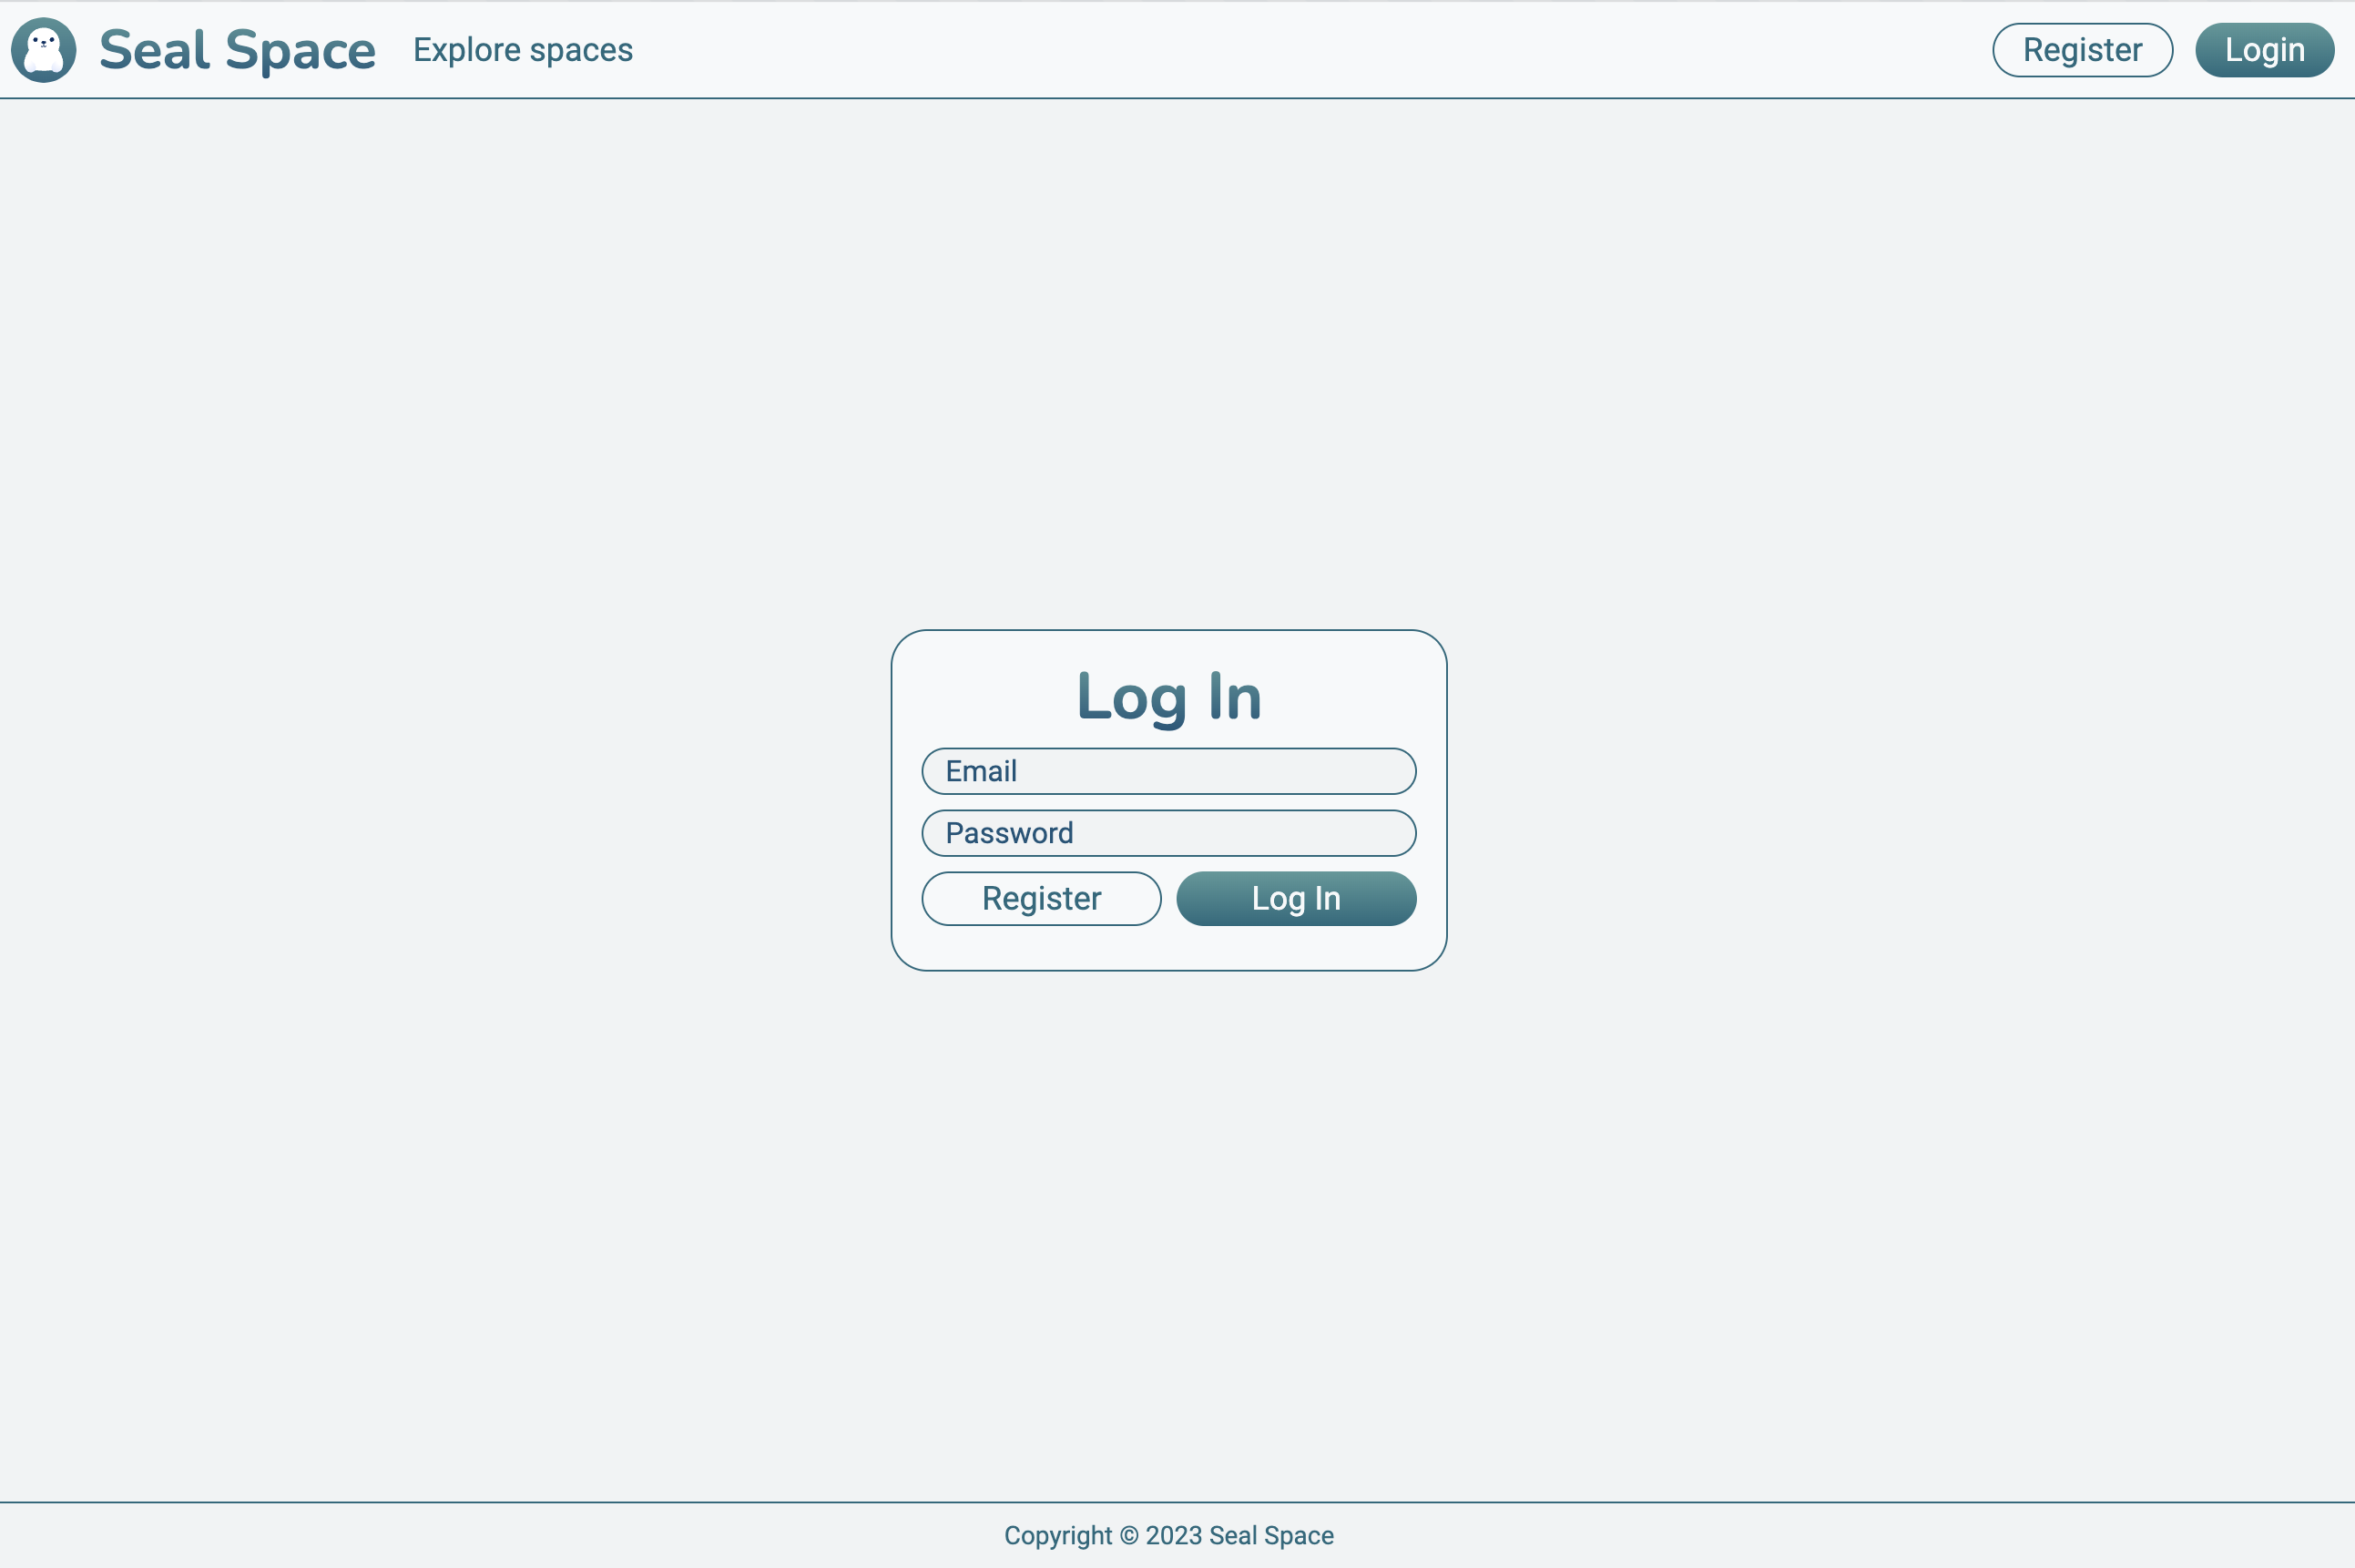 Seal Space
Explore spaces
Register
Login
Log In
Email
Password
Register
Log In
Copyright © 2023 Seal Space